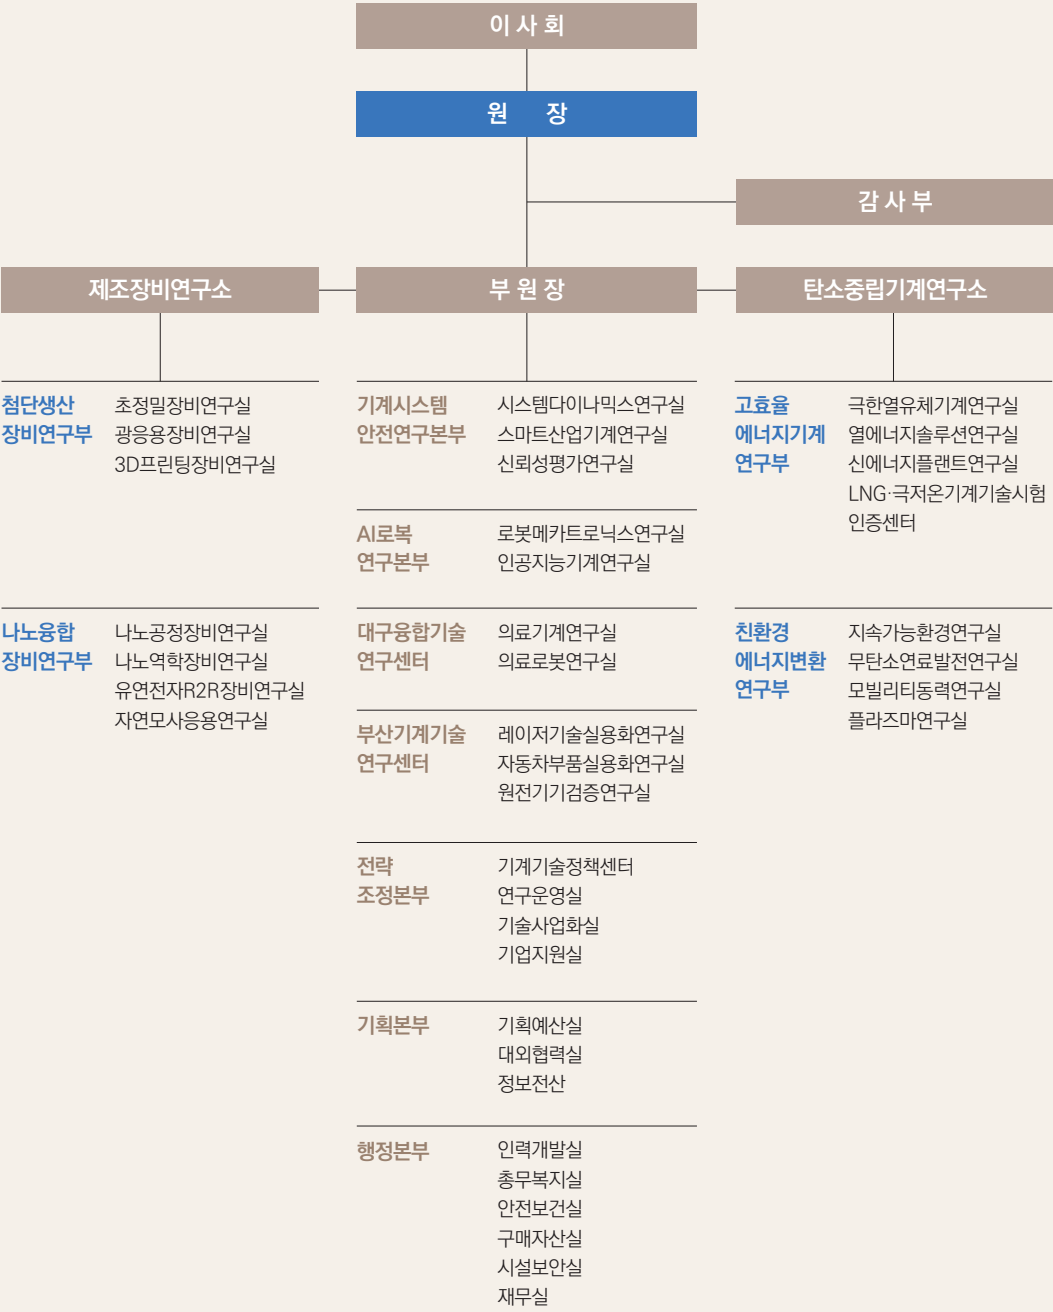 이 사 회
원 장
감 사 부
제조장비연구소
부 원 장
탄소중립기계연구소
첨단생산
장비연구부
초정밀장비연구실
광응용장비연구실
3D프린팅장비연구실
나노융합
장비연구부
나노공정장비연구실
나노역학장비연구실
유연전자R2R장비연구실
자연모사응용연구실
기계시스템
안전연구본부
시스템다이나믹스연구실
스마트산업기계연구실
신뢰성평가연구실
AI로복
연구본부
로봇메카트로닉스연구실
인공지능기계연구실
대구융합기술
연구센터
의료기계연구실
의료로봇연구실
부산기계기술
연구센터
레이저기술실용화연구실
자동차부품실용화연구실
원전기기검증연구실
전략
조정본부
기계기술정책센터
연구운영실
기술사업화실
기업지원실
기획본부
기획예산실
대외협력실
정보전산
행정본부
인력개발실
총무복지실
안전보건실
구매자산실
시설보안실
재무실
고효율
에너지기계
연구부
극한열유체기계연구실
열에너지솔루션연구실
신에너지플랜트연구실
LNG·극저온기계기술시험
인증센터
친환경
에너지변환
연구부
지속가능환경연구실
무탄소연료발전연구실
모빌리티동력연구실
플라즈마연구실